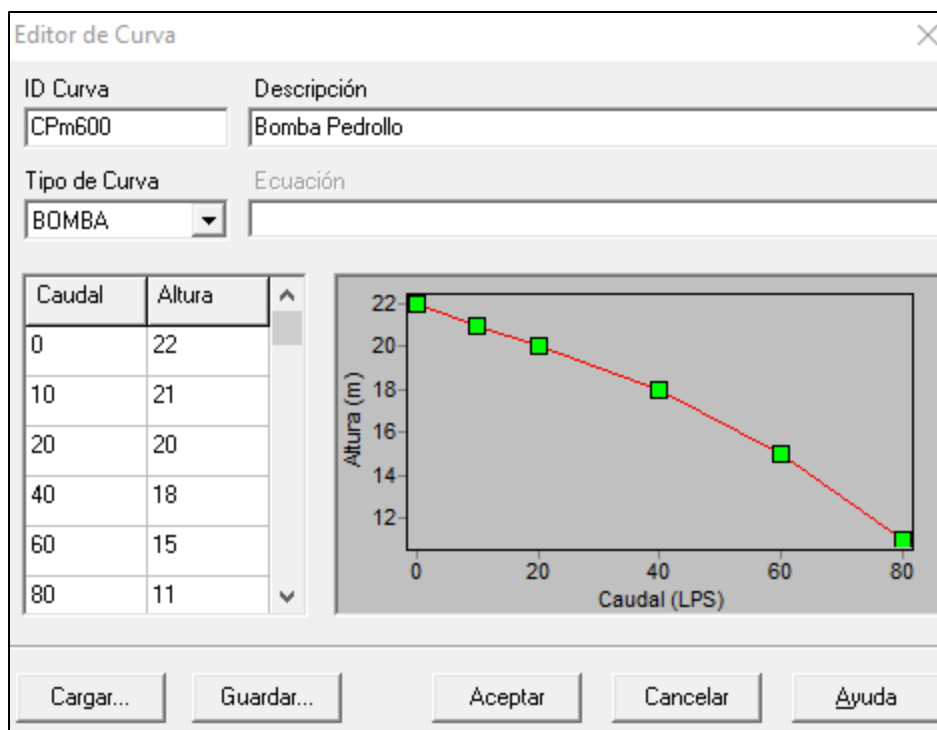 Editor de Curva
ID Curva Descripción
CPm600 Bomba Pedrollo
Tipo de Curva Ecuación
BOMBA
Caudal Altura
0 22
10 21
20 20
40 18
60 15
80 11
Altura (m)
22
20
18
16
14
12
0 20 40 60 80
Caudal (LPS)
Cargar... Guardar... Aceptar Cancelar Ayuda